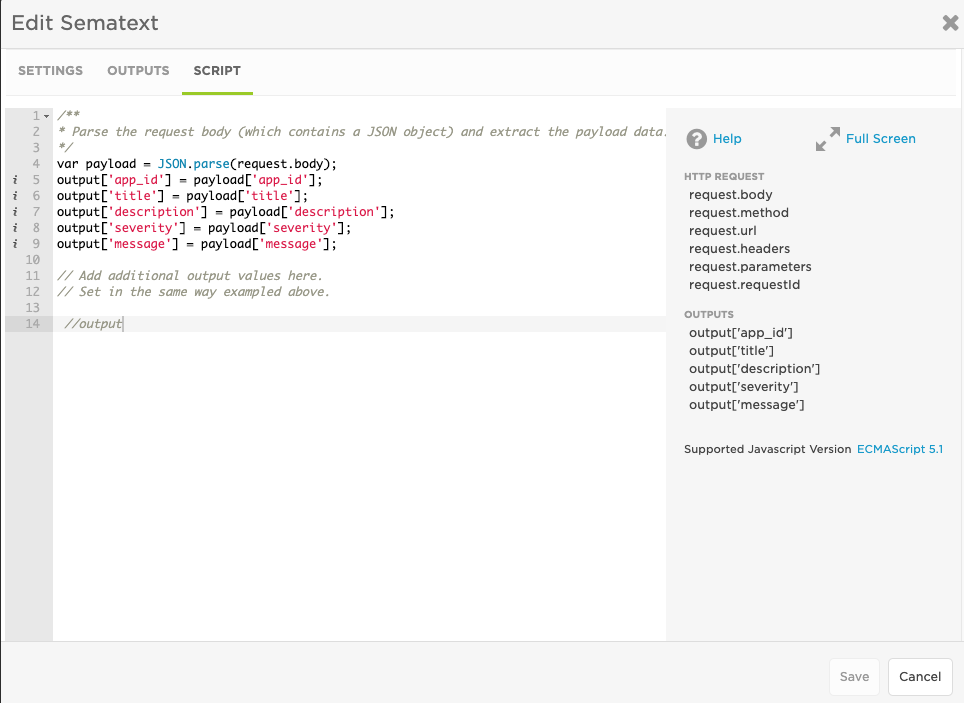 Edit Sematext
SETTINGS OUTPUTS SCRIPT
1 /**
2 * Parse the request body (which contains a JSON object) and extract the payload data.
3 */
4 var payload = JSON.parse(request.body);
i 5 output['app_id'] = payload['app_id'];
i 6 output['title'] = payload['title'];
i 7 output['description'] = payload['description'];
i 8 output['severity'] = payload['severity'];
i 9 output['message'] = payload['message'];
10
11 // Add additional output values here.
12 // Set in the same way exampled above.
13
14 //output
? Help Full Screen
HTTP REQUEST
request.body
request.method
request.url
request.headers
request.parameters
request.requestId
OUTPUTS
output['app_id']
output['title']
output['description']
output['severity']
output['message']
Supported Javascript Version ECMAScript 5.1
Save Cancel